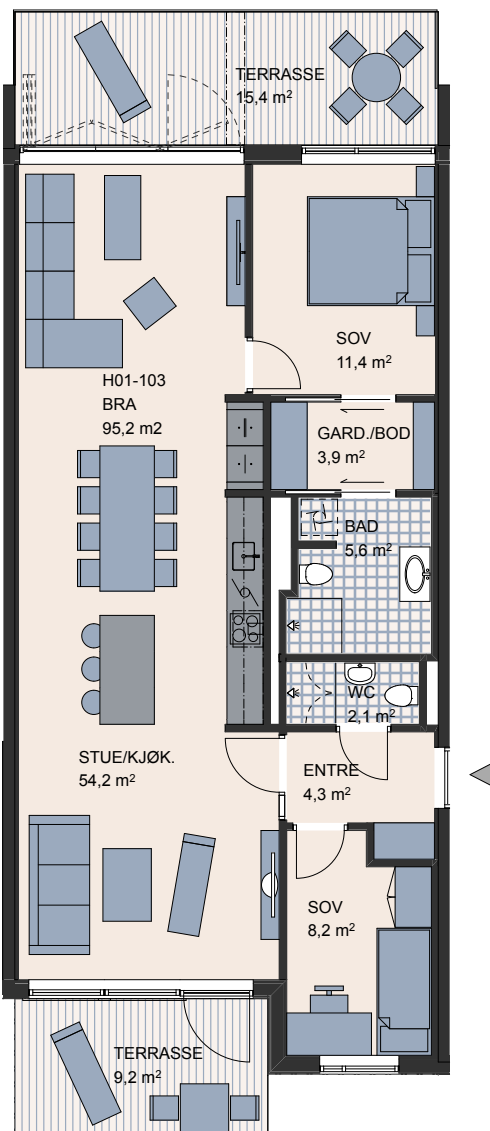 TERRASSE
15,4 m²
SOV
11,4 m²
H01-103
BRA
95,2 m2
GARD./BOD
3,9 m²
BAD
5,6 m²
WC
2,1 m²
STUE/KJØK.
54,2 m²
ENTRE
4,3 m²
SOV
8,2 m²
TERRASSE
9,2 m²